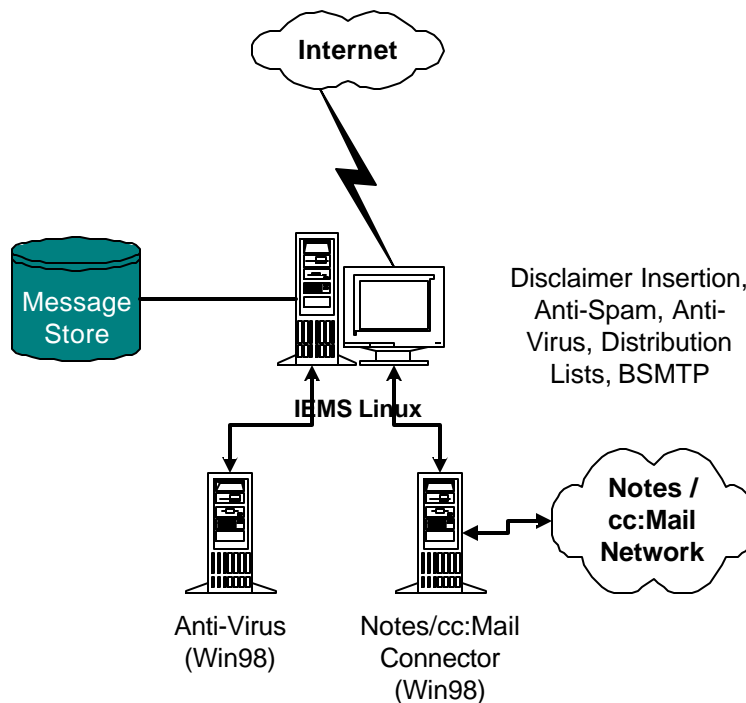 Internet
Message
Store
Disclaimer Insertion,
Anti-Spam, Anti-
Virus, Distribution
Lists, BSMTP
IEMS Linux
Notes /
cc:Mail
Network
Anti-Virus
(Win98)
Notes/cc:Mail
Connector
(Win98)